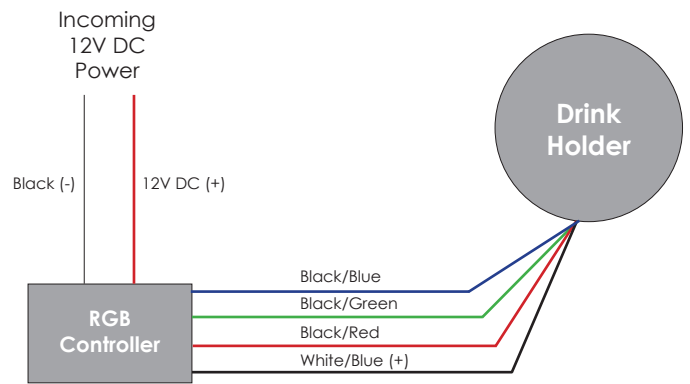 Incoming
12V DC
Power
Drink
Holder
Black (-)
12V DC (+)
Black/Blue
Black/Green
RGB
Controller
Black/Red
White/Blue (+)